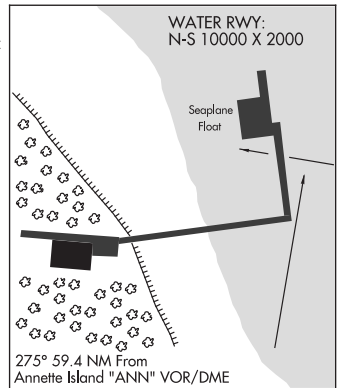 WATER RWY:
N-S 10000 X 2000
Seaplane
Float
275° 59.4 NM From
Annette Island "ANN" VOR/DME